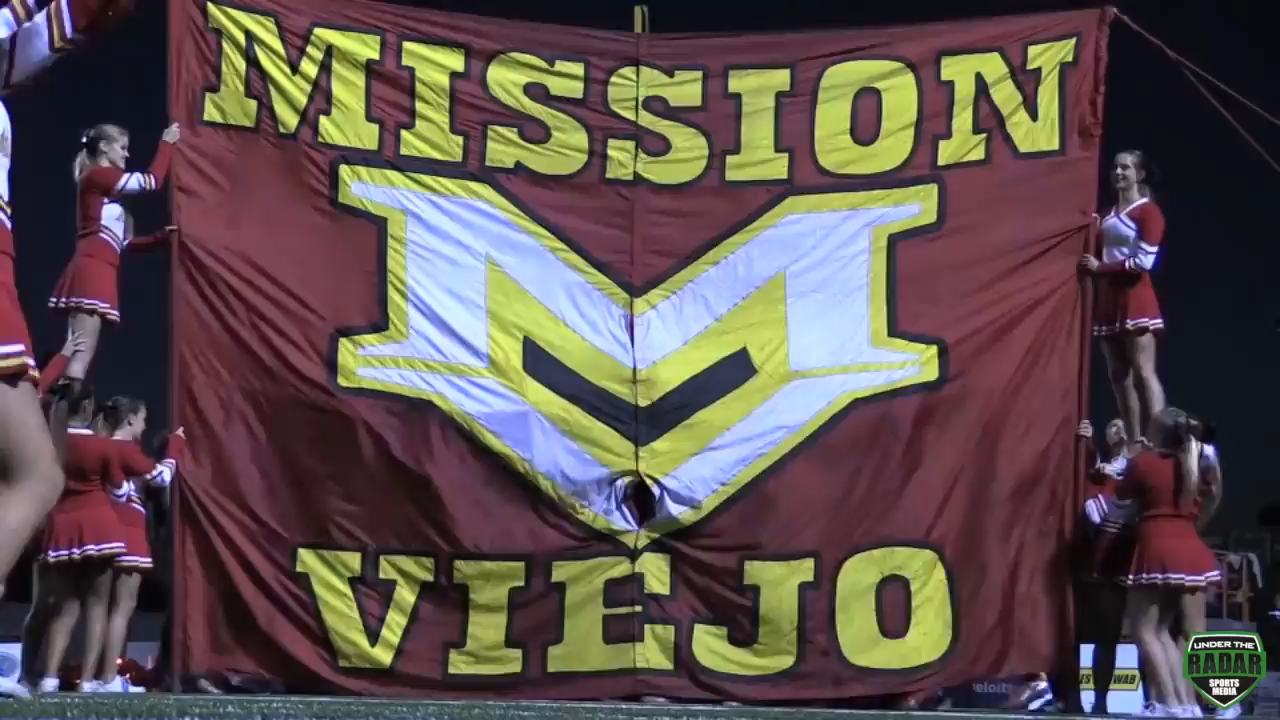 MISSION
VIEJO
UNDER THE
RADAR
SPORTS
MEDIA